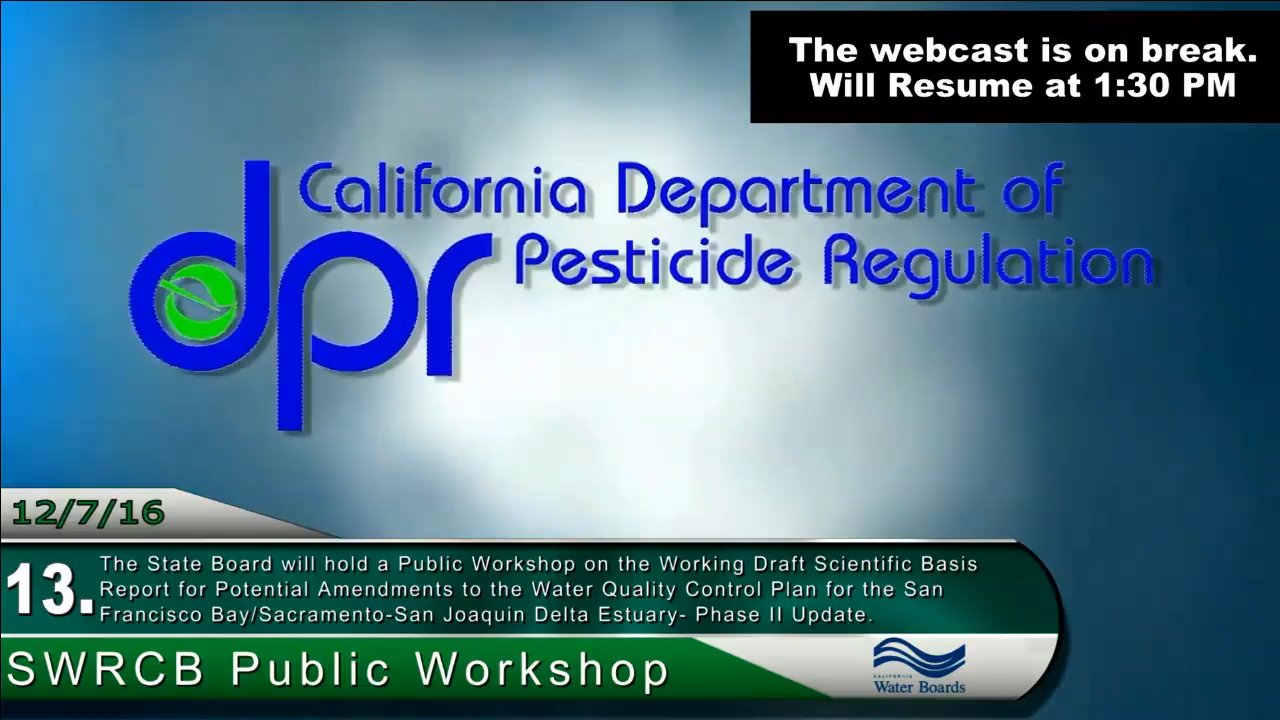 The webcast is on break.
Will Resume at 1:30 PM
dpr
California Department of
Pesticide Regulation
12/7/16
13.
The State Board will hold a Public Workshop on the Working Draft Scientific Basis
Report for Potential Amendments to the Water Quality Control Plan for the San
Francisco Bay/Sacramento-San Joaquin Delta Estuary- Phase II Update.
SWRCB Public Workshop
CALIFORNIA
Water Boards